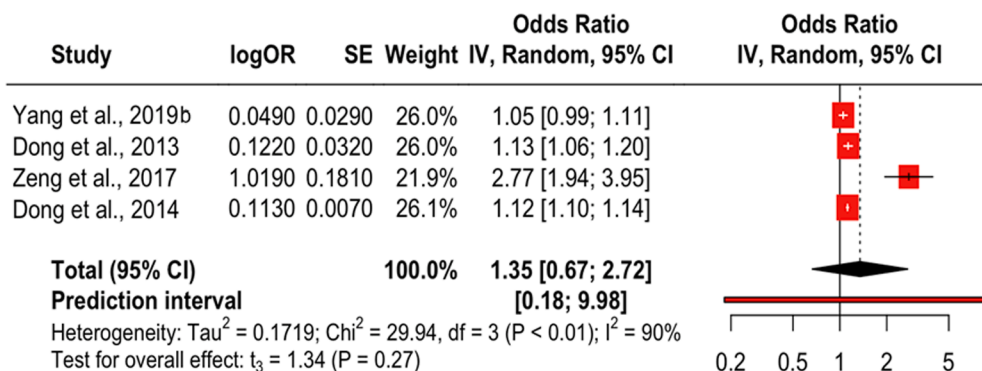 Odds Ratio Odds Ratio
Study logOR SE Weight IV, Random, 95% CI IV, Random, 95% CI
Yang et al., 2019b 0.0490 0.0290 26.0% 1.05 [0.99; 1.11]
Dong et al., 2013 0.1220 0.0320 26.0% 1.13 [1.06; 1.20]
Zeng et al., 2017 1.0190 0.1810 21.9% 2.77 [1.94; 3.95]
Dong et al., 2014 0.1130 0.0070 26.1% 1.12 [1.10; 1.14]
Total (95% CI) 100.0% 1.35 [0.67; 2.72]
Prediction interval [0.18; 9.98]
Heterogeneity: Tau² = 0.1719; Chi² = 29.94, df = 3 (P < 0.01); I² = 90%
Test for overall effect: t₃ = 1.34 (P = 0.27)
0.2 0.5 1 2 5